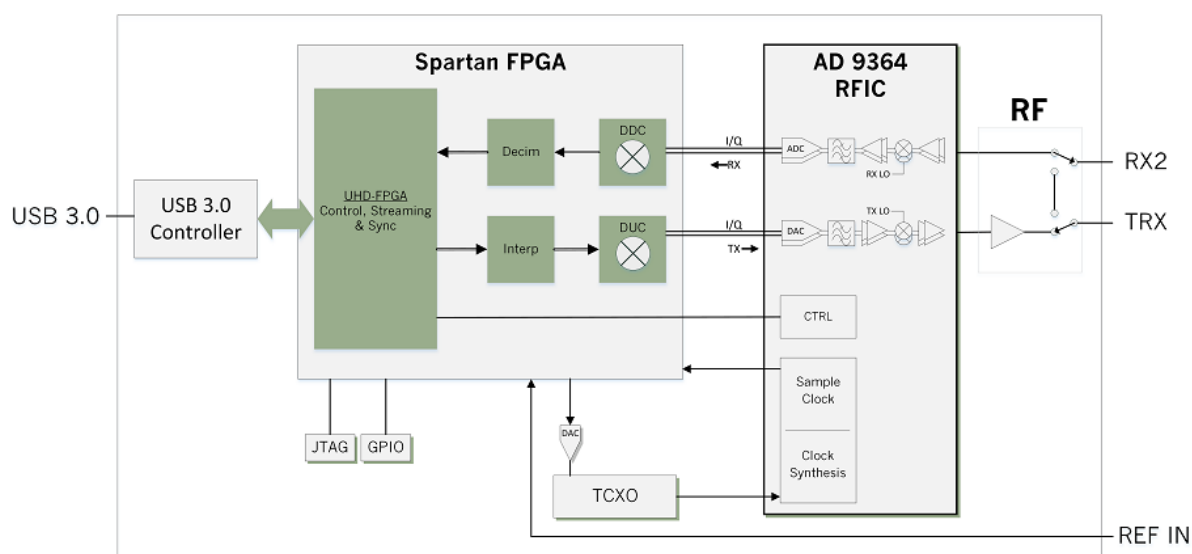 Spartan FPGA
AD 9364
RFIC
RF
DDC
Decim
I/Q
RX
ADC
RX LO
RX2
UHD-FPGA
Control, Streaming
& Sync
USB 3.0
USB 3.0
Controller
Interp
DUC
I/Q
TX
DAC
TX LO
TRX
CTRL
Sample
Clock
Clock
Synthesis
JTAG
GPIO
DAC
TCXO
REF IN